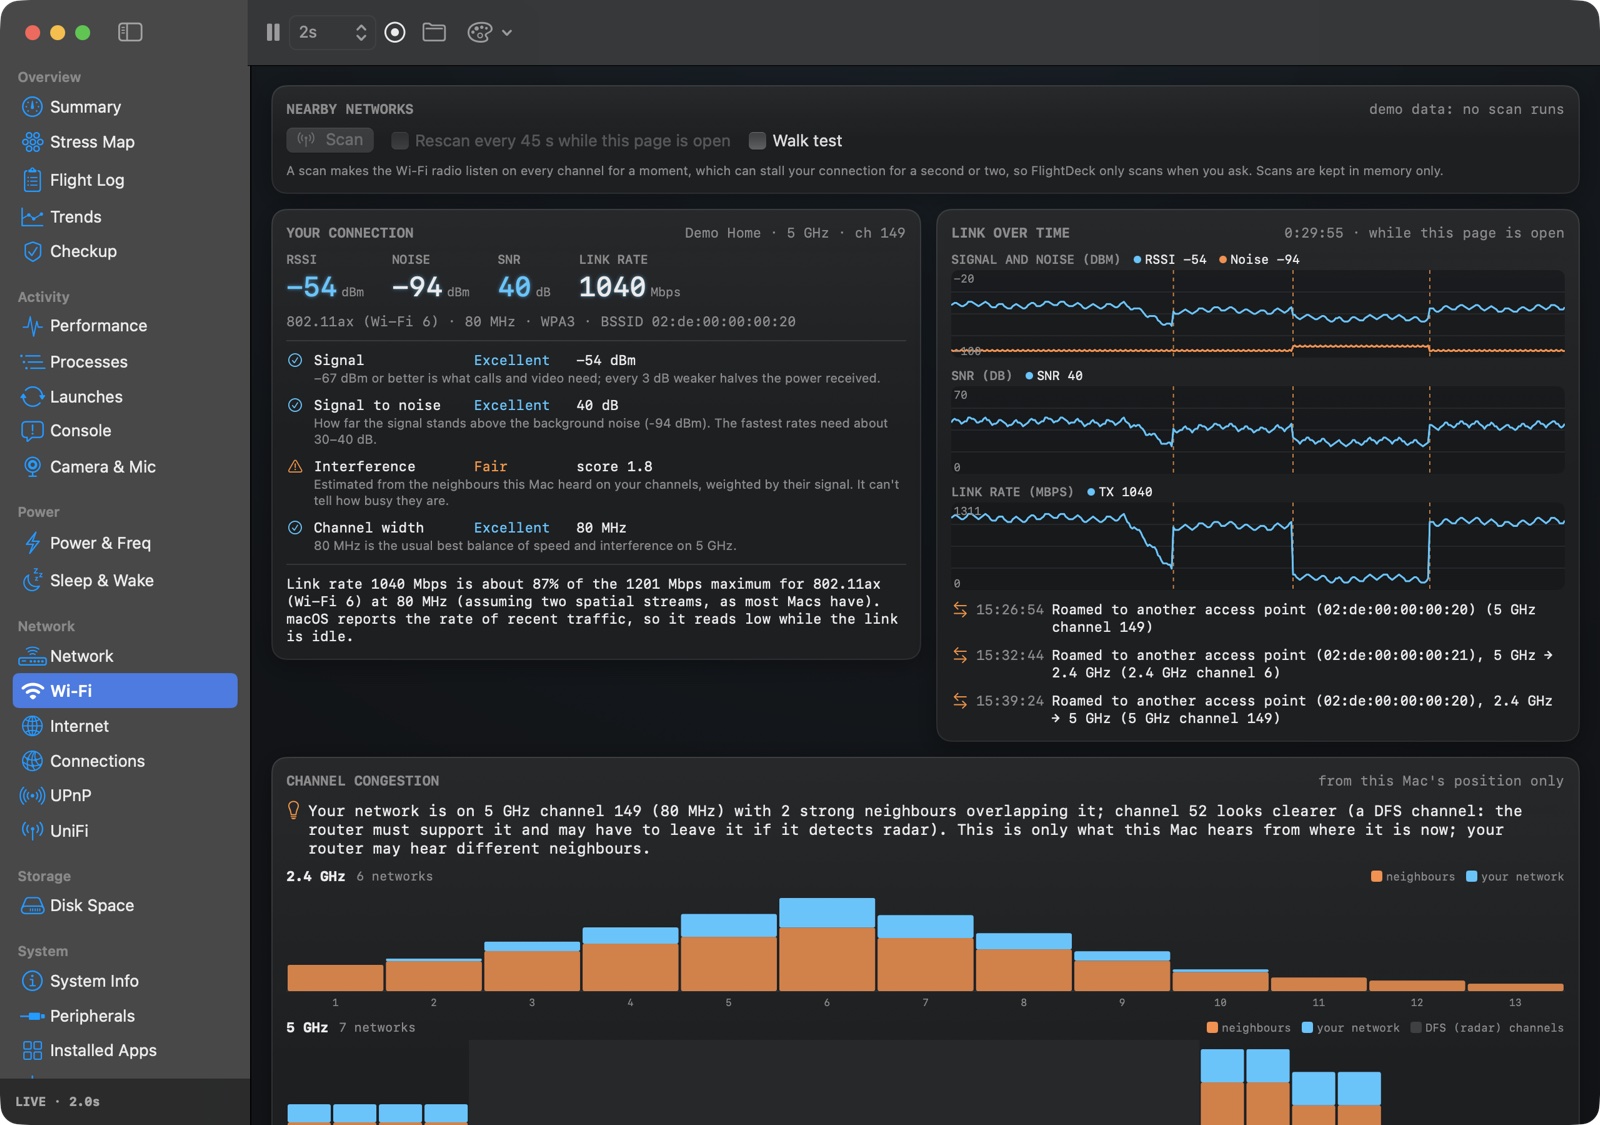 2s
Overview
Summary
Stress Map
Flight Log
Trends
Checkup
Activity
Performance
Processes
Launches
Console
Camera & Mic
Power
Power & Freq
Sleep & Wake
Network
Network
Wi-Fi
Internet
Connections
UPnP
UniFi
Storage
Disk Space
System
System Info
Peripherals
Installed Apps
LIVE · 2.0s
NEARBY NETWORKS
demo data: no scan runs
Scan
Rescan every 45 s while this page is open
Walk test
A scan makes the Wi-Fi radio listen on every channel for a moment, which can stall your connection for a second or two, so FlightDeck only scans when you ask. Scans are kept in memory only.
YOUR CONNECTION
Demo Home · 5 GHz · ch 149
RSSI NOISE SNR LINK RATE
−54 dBm −94 dBm 40 dB 1040 Mbps
802.11ax (Wi-Fi 6) · 80 MHz · WPA3 · BSSID 02:de:00:00:00:20
Signal Excellent −54 dBm
−67 dBm or better is what calls and video need; every 3 dB weaker halves the power received.
Signal to noise Excellent 40 dB
How far the signal stands above the background noise (-94 dBm). The fastest rates need about
30–40 dB.
Interference Fair score 1.8
Estimated from the neighbours this Mac heard on your channels, weighted by their signal. It can't
tell how busy they are.
Channel width Excellent 80 MHz
80 MHz is the usual best balance of speed and interference on 5 GHz.
Link rate 1040 Mbps is about 87% of the 1201 Mbps maximum for 802.11ax
(Wi-Fi 6) at 80 MHz (assuming two spatial streams, as most Macs have).
macOS reports the rate of recent traffic, so it reads low while the link
is idle.
LINK OVER TIME
0:29:55 · while this page is open
SIGNAL AND NOISE (DBM) RSSI −54 Noise −94
−20
−100
SNR (DB) SNR 40
70
0
LINK RATE (MBPS) TX 1040
1311
0
15:26:54 Roamed to another access point (02:de:00:00:00:20) (5 GHz
channel 149)
15:32:44 Roamed to another access point (02:de:00:00:00:21), 5 GHz →
2.4 GHz (2.4 GHz channel 6)
15:39:24 Roamed to another access point (02:de:00:00:00:20), 2.4 GHz
→ 5 GHz (5 GHz channel 149)
CHANNEL CONGESTION
from this Mac's position only
Your network is on 5 GHz channel 149 (80 MHz) with 2 strong neighbours overlapping it; channel 52 looks clearer (a DFS channel: the
router must support it and may have to leave it if it detects radar). This is only what this Mac hears from where it is now; your
router may hear different neighbours.
2.4 GHz 6 networks
neighbours your network
1 2 3 4 5 6 7 8 9 10 11 12 13
5 GHz 7 networks
neighbours your network DFS (radar) channels